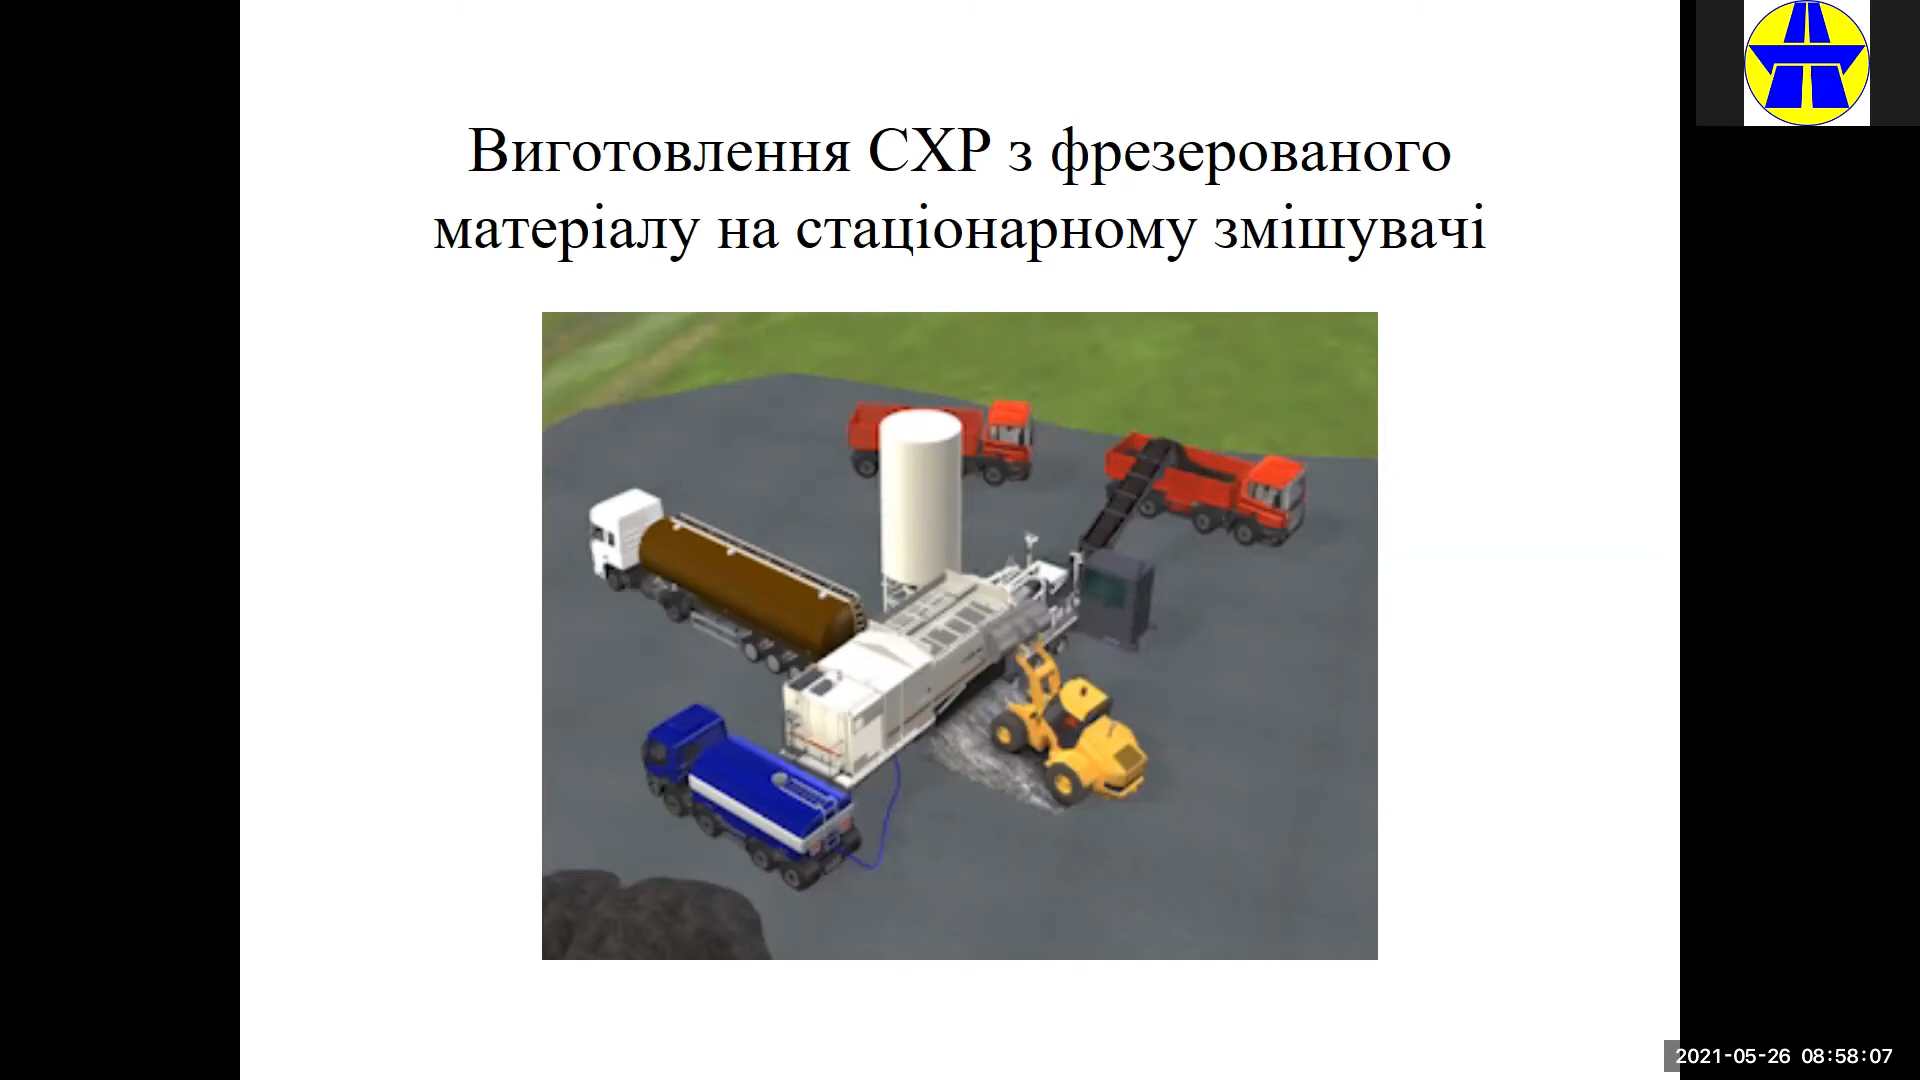 Виготовлення СХР з фрезерованого
матеріалу на стаціонарному змішувачі
2021-05-26 08:58:07